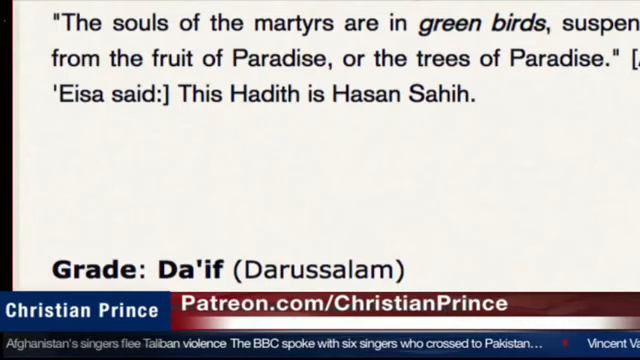 "The souls of the martyrs are in green birds,
from the fruit of Paradise, or the trees of Paradise."
'Eisa said:] This Hadith is Hasan Sahih.
Grade: Da'if (Darussalam)
Christian Prince
Patreon.com/ChristianPrince
Afghanistan's singers flee Taliban violence The BBC spoke with six singers who crossed to Pakistan… Vincent